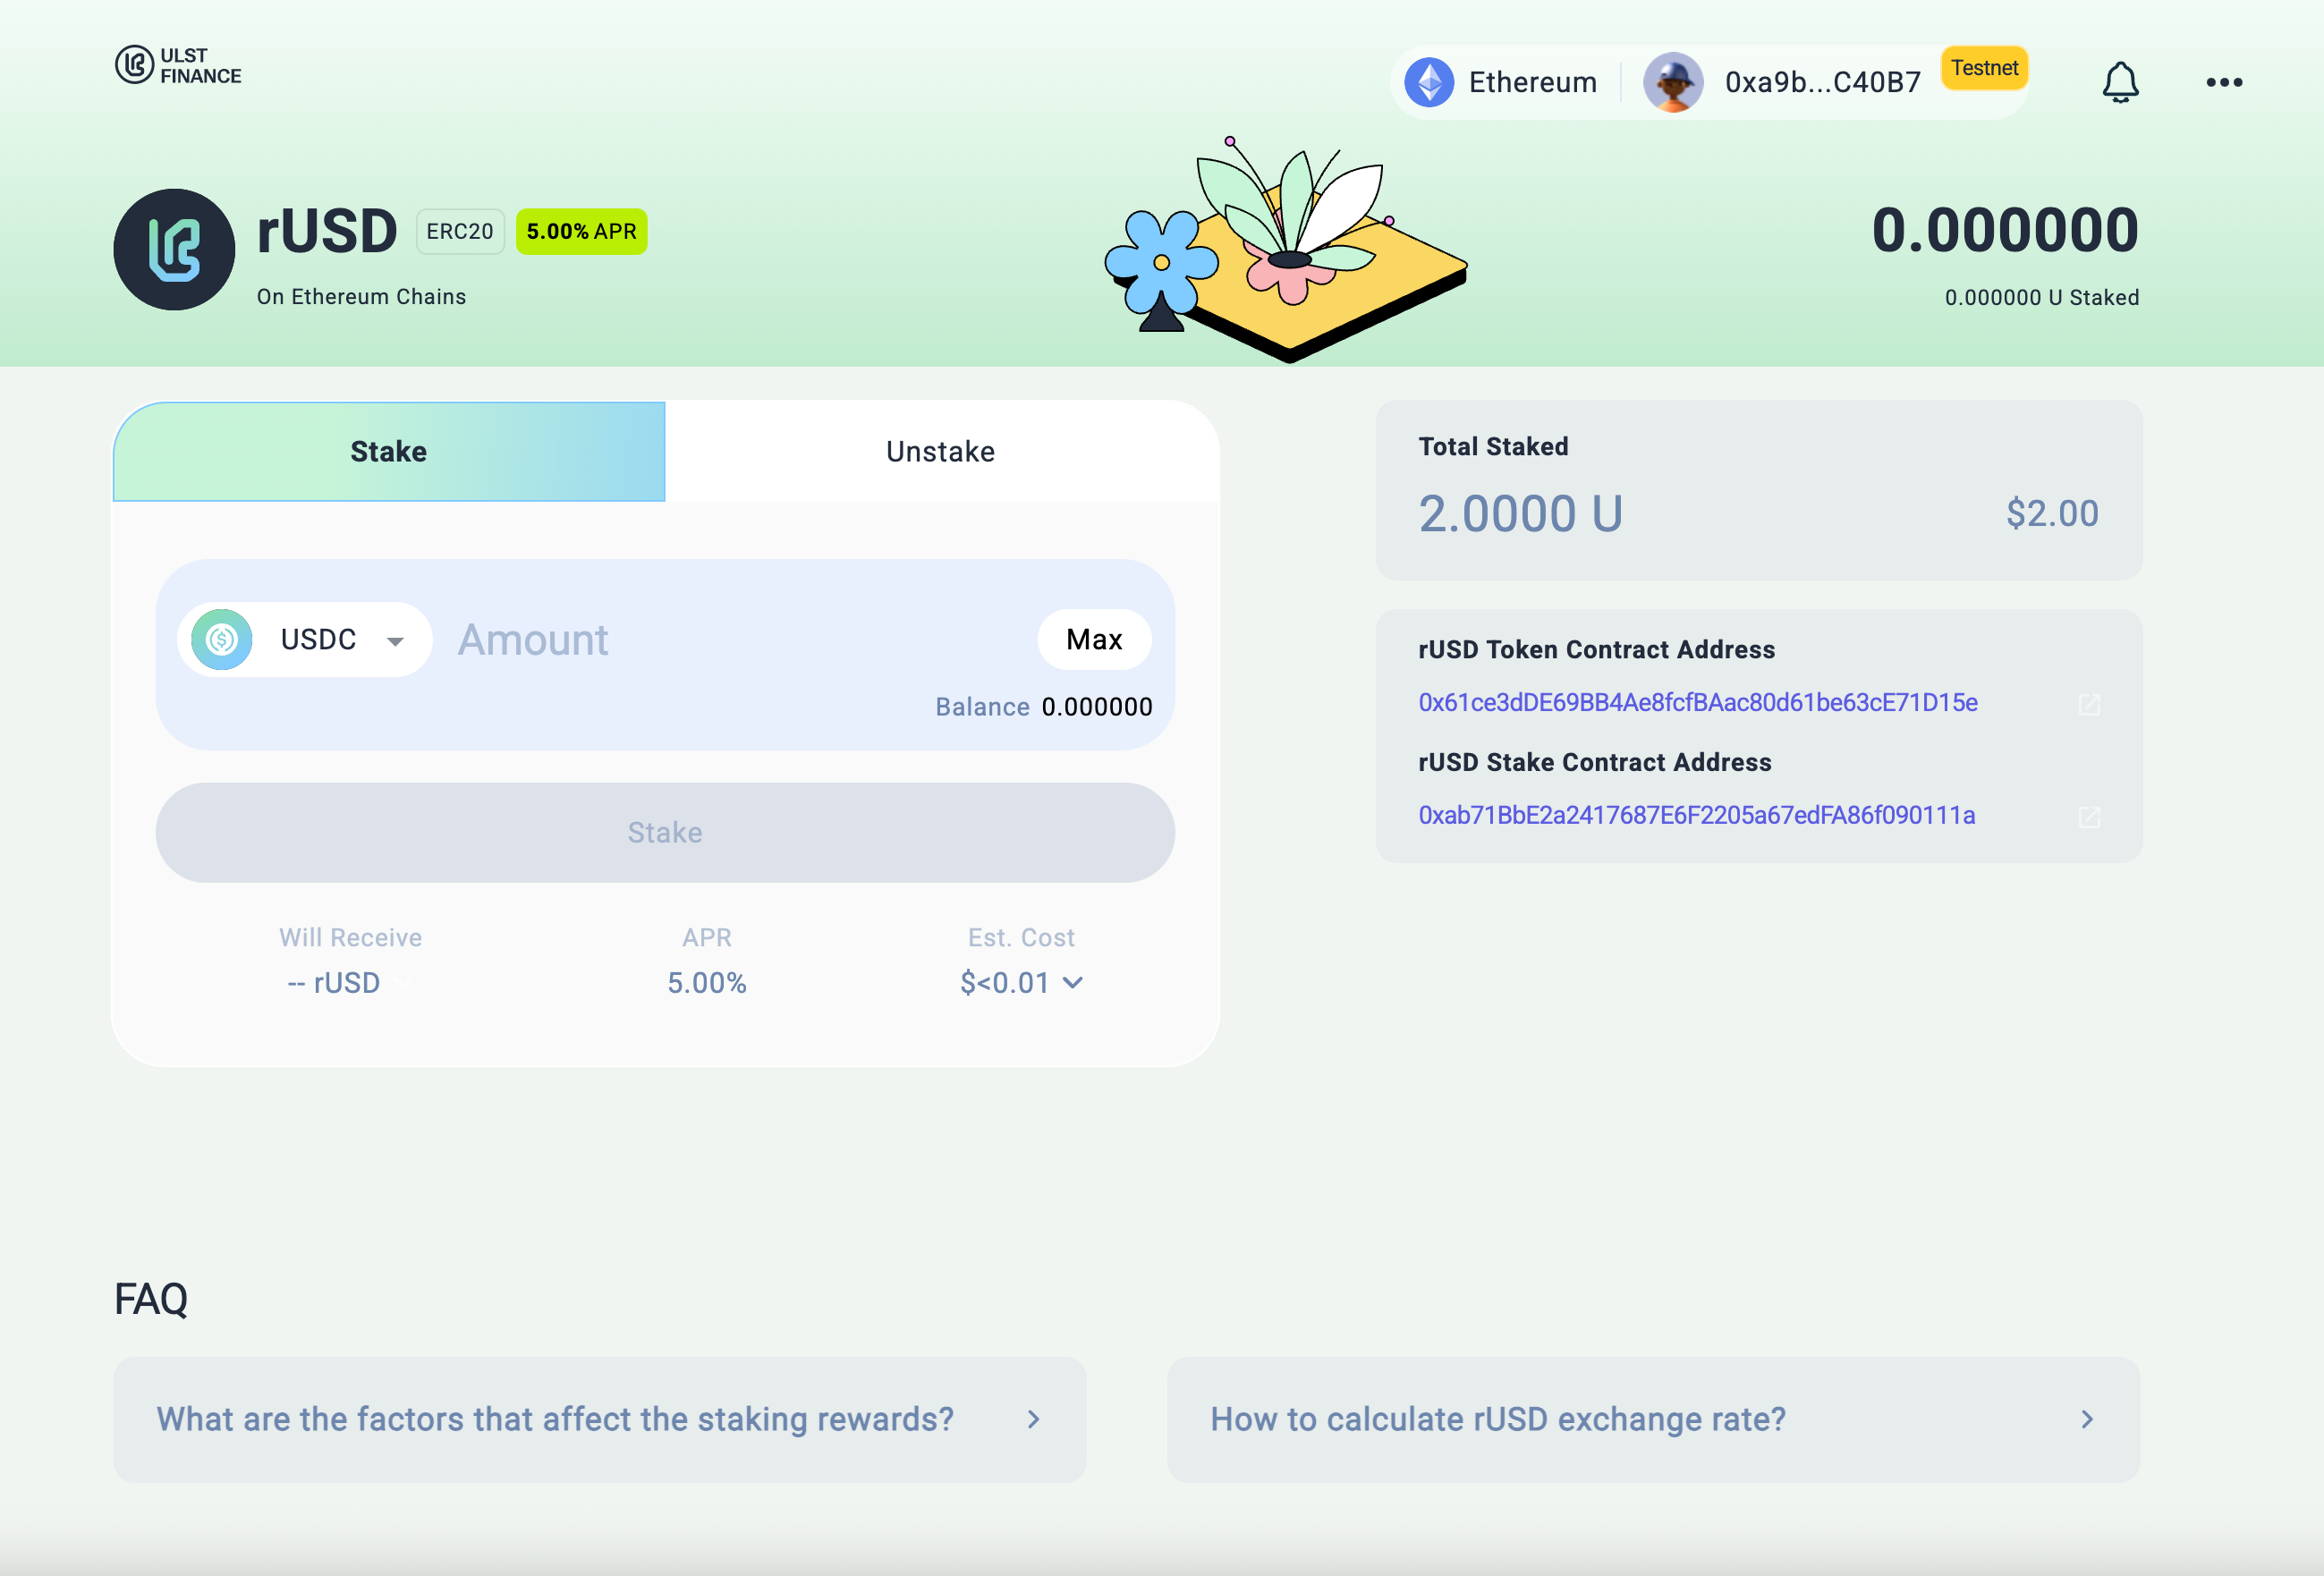 ULST
FINANCE
Ethereum
0xa9b...C40B7
Testnet
rUSD
ERC20
5.00% APR
On Ethereum Chains
0.000000
0.000000 U Staked
Stake
Unstake
USDC
Amount
Max
Balance 0.000000
Stake
Will Receive
-- rUSD
APR
5.00%
Est. Cost
$<0.01
Total Staked
2.0000 U
$2.00
rUSD Token Contract Address
0x61ce3dDE69BB4Ae8fcfBAac80d61be63cE71D15e
rUSD Stake Contract Address
0xab71BbE2a2417687E6F2205a67edFA86f090111a
FAQ
What are the factors that affect the staking rewards?
How to calculate rUSD exchange rate?